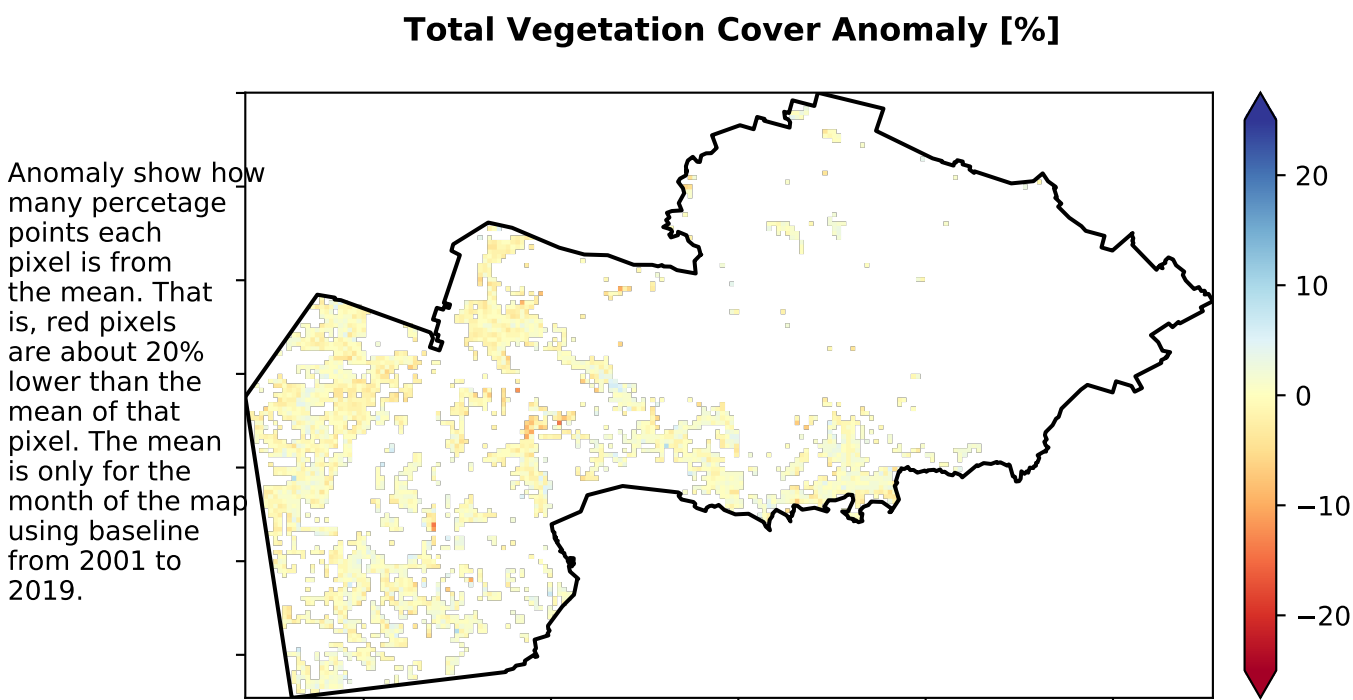 Total Vegetation Cover Anomaly [%]
Anomaly show how
many percetage
points each
pixel is from
the mean. That
is, red pixels
are about 20%
lower than the
mean of that
pixel. The mean
is only for the
month of the map
using baseline
from 2001 to
2019.
20
10
0
−10
−20